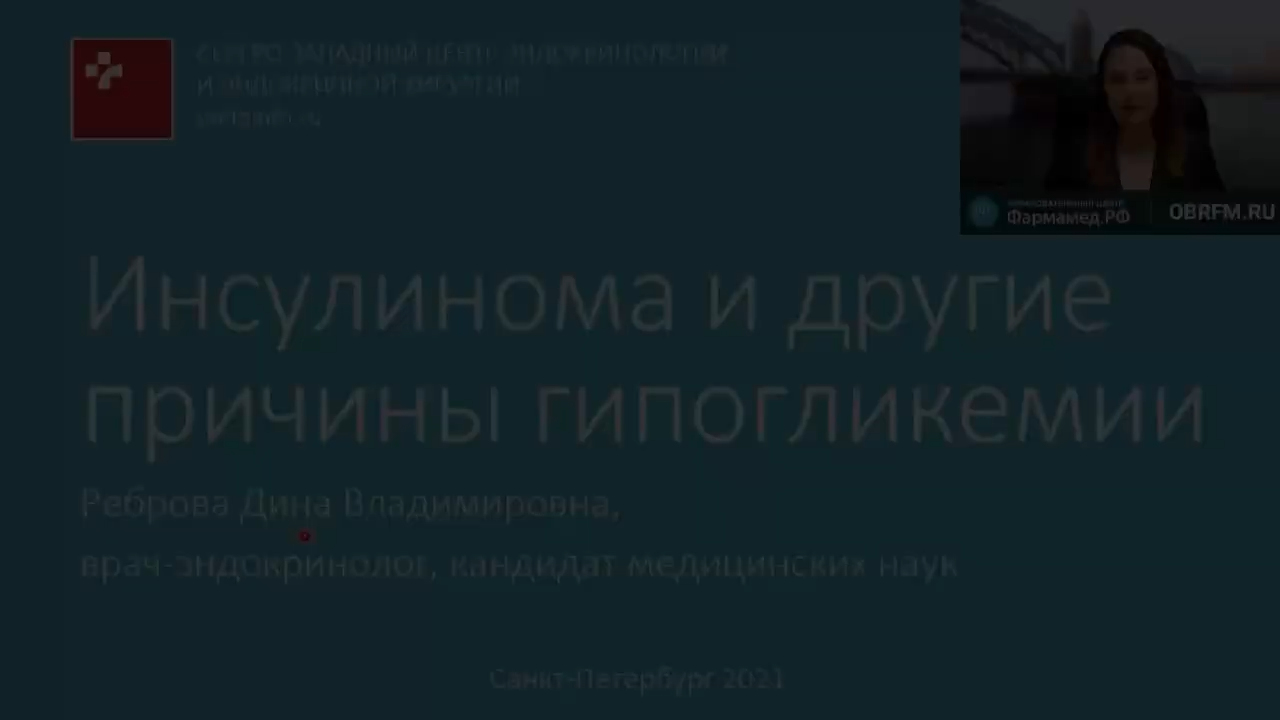 СЕВЕРО-ЗАПАДНЫЙ ЦЕНТР ЭНДОКРИНОЛОГИИ
И ЭНДОКРИННОЙ ХИРУРГИИ
Фармамед.РФ
OBRFM.RU
Инсулинома и другие
причины гипогликемии
Реброва Дина Владимировна,
врач-эндокринолог, кандидат медицинских наук
Санкт-Петербург 2021